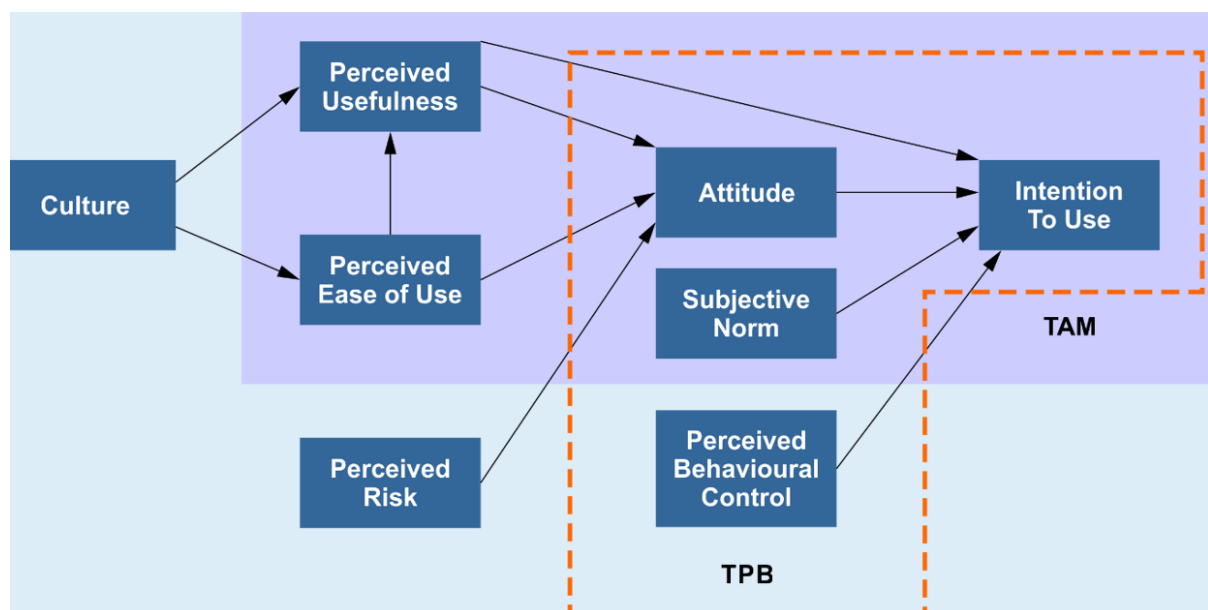 Perceived
Usefulness
Culture
Attitude
Intention
To Use
Perceived
Ease of Use
Subjective
Norm
TAM
Perceived
Risk
Perceived
Behavioural
Control
TPB